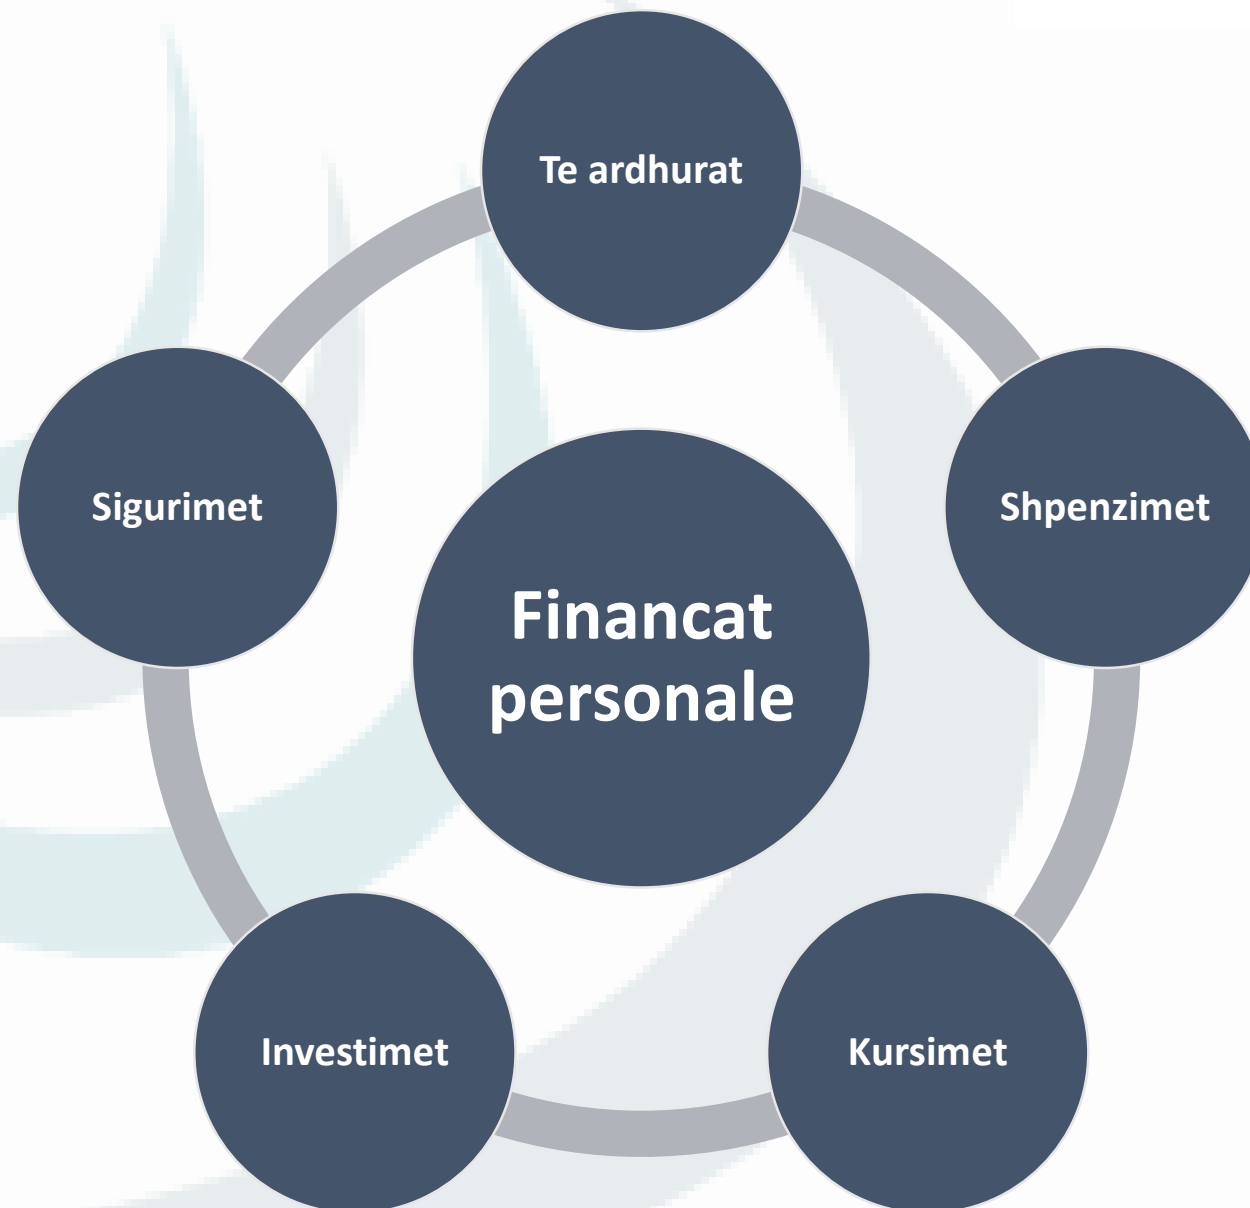 Te ardhurat
Shpenzimet
Kursimet
Investimet
Sigurimet
Financat
personale